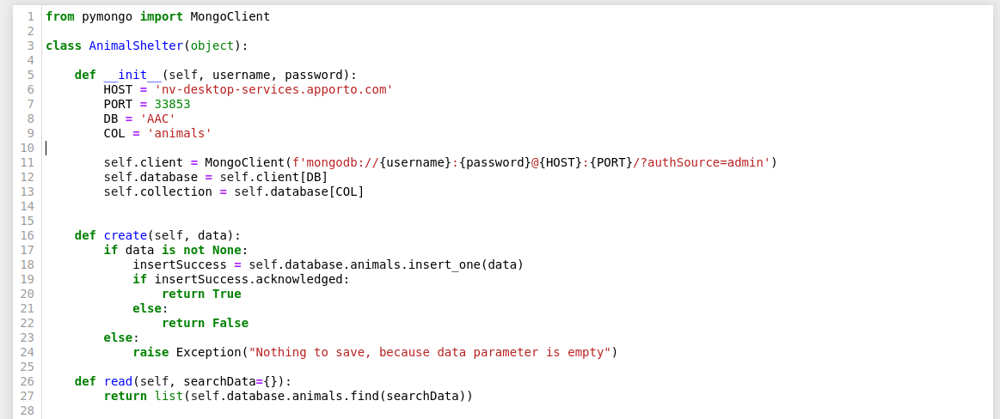 1 from pymongo import MongoClient
2
3 class AnimalShelter(object):
4
5     def __init__(self, username, password):
6         HOST = 'nv-desktop-services.apporto.com'
7         PORT = 33853
8         DB = 'AAC'
9         COL = 'animals'
10
11         self.client = MongoClient(f'mongodb://{username}:{password}@{HOST}:{PORT}/?authSource=admin')
12         self.database = self.client[DB]
13         self.collection = self.database[COL]
14
15
16     def create(self, data):
17         if data is not None:
18             insertSuccess = self.database.animals.insert_one(data)
19             if insertSuccess.acknowledged:
20                 return True
21             else:
22                 return False
23         else:
24             raise Exception("Nothing to save, because data parameter is empty")
25
26     def read(self, searchData={}):
27         return list(self.database.animals.find(searchData))
28